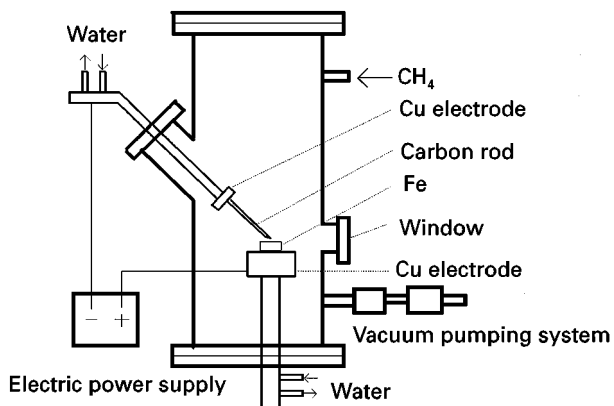 Water
CH₄
Cu electrode
Carbon rod
Fe
Window
Cu electrode
− +
Vacuum pumping system
Electric power supply
Water